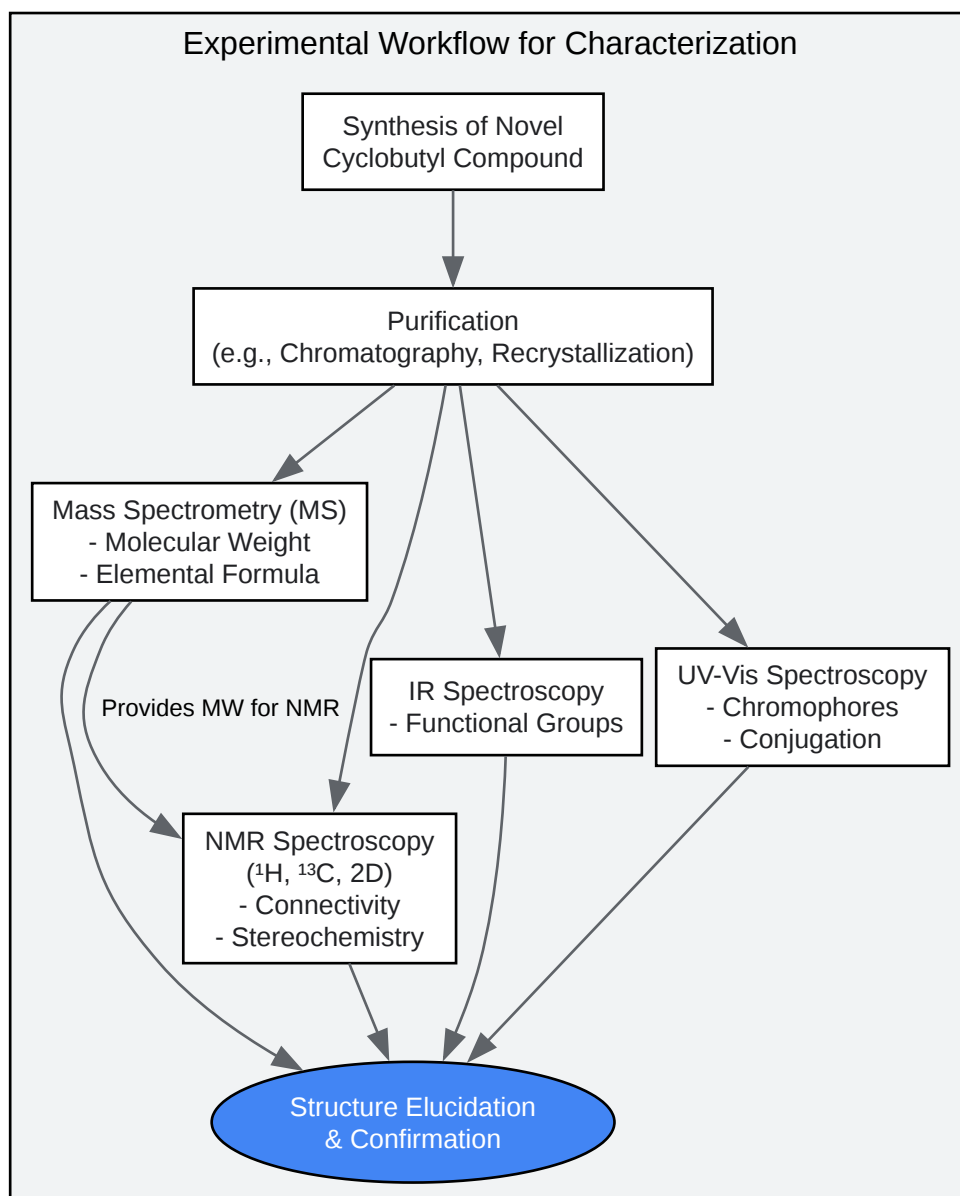 Experimental Workflow for Characterization
Synthesis of Novel
Cyclobutyl Compound
Purification
(e.g., Chromatography, Recrystallization)
Mass Spectrometry (MS)
- Molecular Weight
- Elemental Formula
Provides MW for NMR
IR Spectroscopy
- Functional Groups
UV-Vis Spectroscopy
- Chromophores
- Conjugation
NMR Spectroscopy
(¹H, ¹³C, 2D)
- Connectivity
- Stereochemistry
Structure Elucidation
& Confirmation